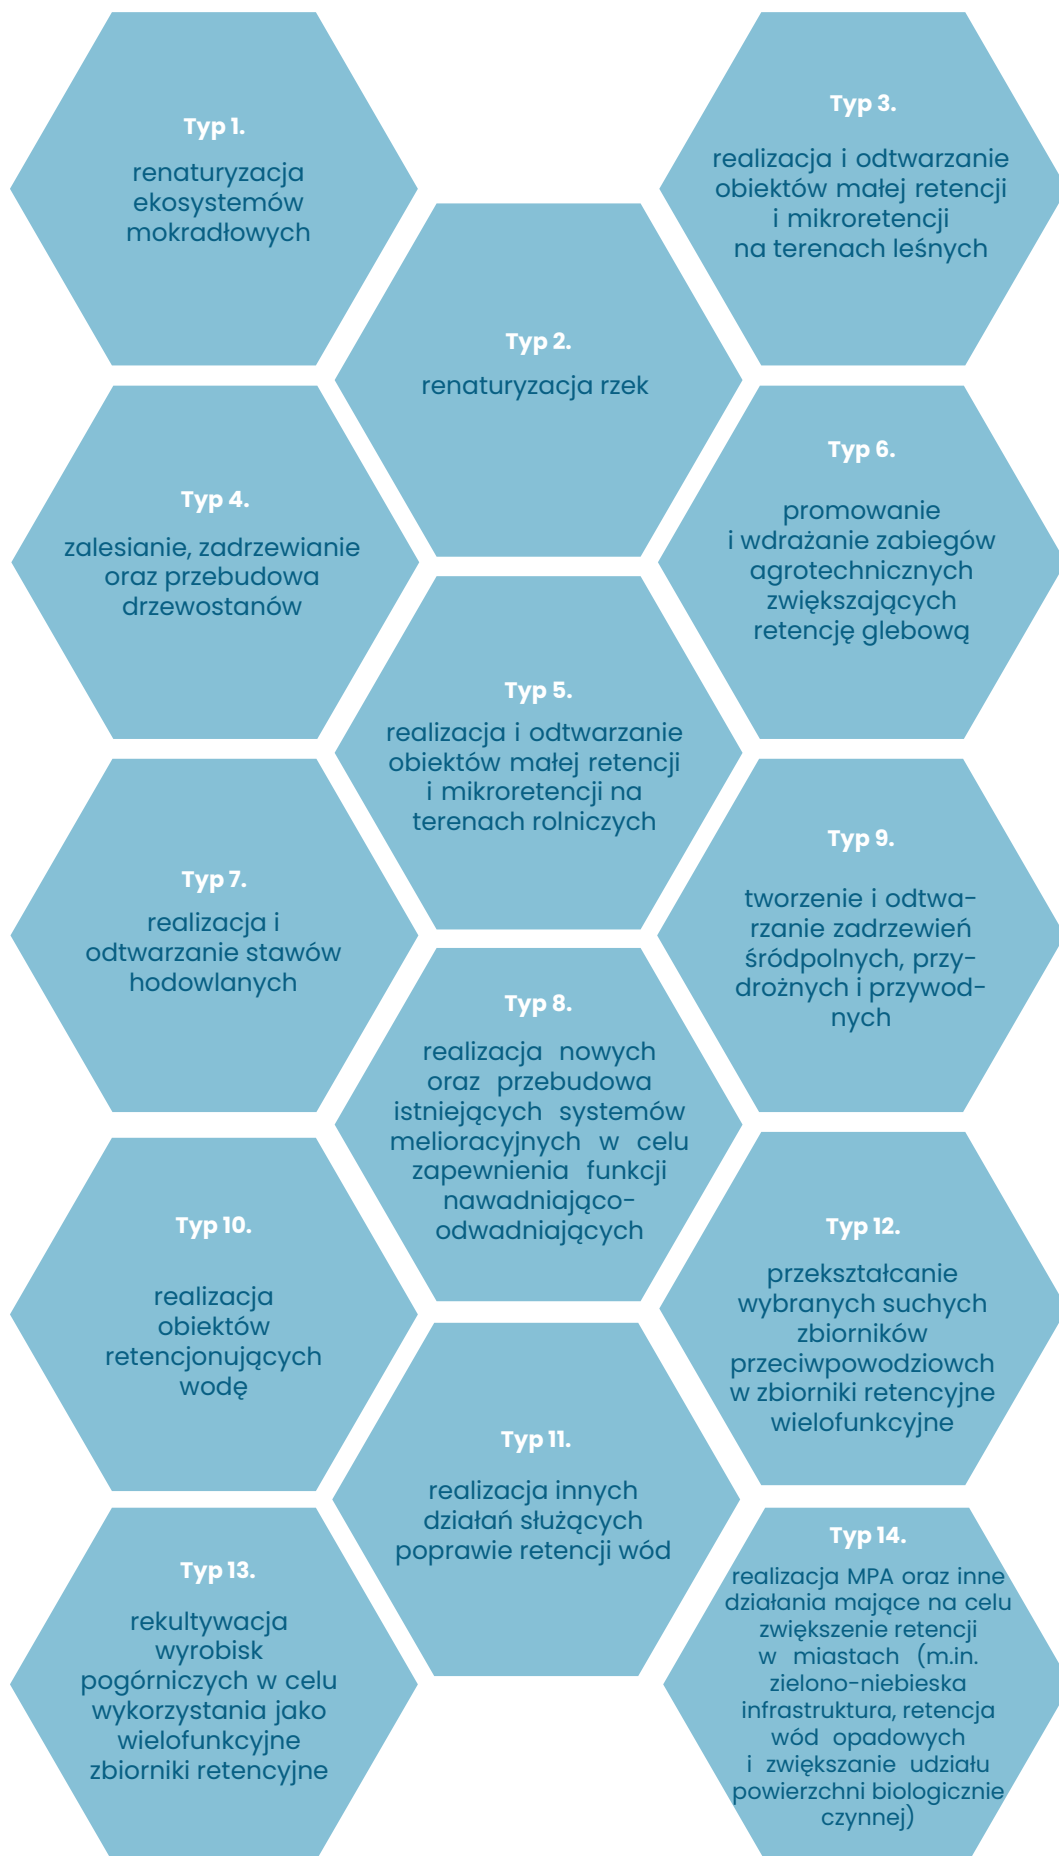 Typ 1.
renaturyzacja
ekosystemów
mokradłowych
Typ 2.
renaturyzacja rzek
Typ 3.
realizacja i odtwarzanie
obiektów małej retencji
i mikroretencji
na terenach leśnych
Typ 4.
zalesianie, zadrzewianie
oraz przebudowa
drzewostanów
Typ 5.
realizacja i odtwarzanie
obiektów małej retencji
i mikroretencji na
terenach rolniczych
Typ 6.
promowanie
i wdrażanie zabiegów
agrotechnicznych
zwiększających
retencję glebową
Typ 7.
realizacja i
odtwarzanie stawów
hodowlanych
Typ 8.
realizacja nowych
oraz przebudowa
istniejących systemów
melioracyjnych w celu
zapewnienia funkcji
nawadniająco-
odwadniających
Typ 9.
tworzenie i odtwa-
rzanie zadrzewień
śródpolnych, przy-
drożnych i przywod-
nych
Typ 10.
realizacja
obiektów
retencjonujących
wodę
Typ 11.
realizacja innych
działań służących
poprawie retencji wód
Typ 12.
przekształcanie
wybranych suchych
zbiorników
przeciwpowodziowch
w zbiorniki retencyjne
wielofunkcyjne
Typ 13.
rekultywacja
wyrobisk
pogórniczych w celu
wykorzystania jako
wielofunkcyjne
zbiorniki retencyjne
Typ 14.
realizacja MPA oraz inne
działania mające na celu
zwiększenie retencji
w miastach (m.in.
zielono-niebieska
infrastruktura, retencja
wód opadowych
i zwiększanie udziału
powierzchni biologicznie
czynnej)